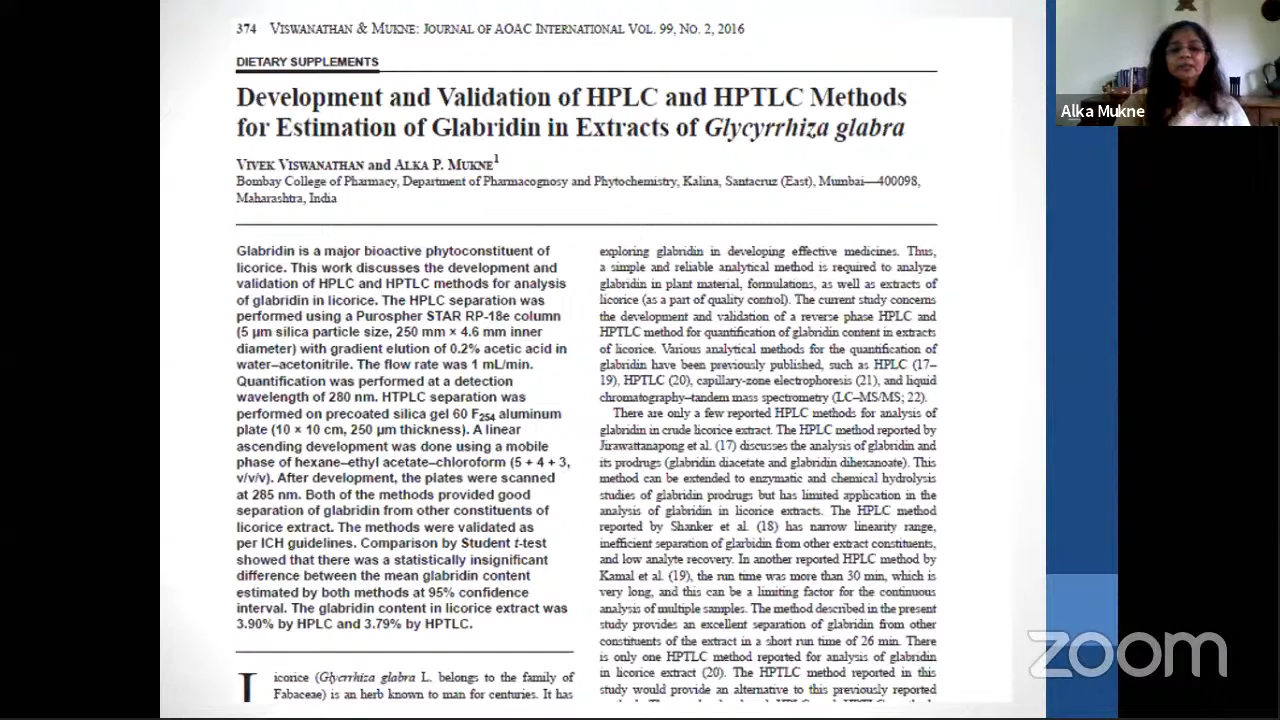 374 VISWANATHAN & MUKNE: JOURNAL OF AOAC INTERNATIONAL VOL. 99, NO. 2, 2016
DIETARY SUPPLEMENTS
Development and Validation of HPLC and HPTLC Methods
for Estimation of Glabridin in Extracts of Glycyrrhiza glabra
VIVEK VISWANATHAN and ALKA P. MUKNE1
Bombay College of Pharmacy, Department of Pharmacognosy and Phytochemistry, Kalina, Santacruz (East), Mumbai—400098,
Maharashtra, India
Glabridin is a major bioactive phytoconstituent of
licorice. This work discusses the development and
validation of HPLC and HPTLC methods for analysis
of glabridin in licorice. The HPLC separation was
performed using a Purospher STAR RP-18e column
(5 µm silica particle size, 250 mm × 4.6 mm inner
diameter) with gradient elution of 0.2% acetic acid in
water–acetonitrile. The flow rate was 1 mL/min.
Quantification was performed at a detection
wavelength of 280 nm. HTPLC separation was
performed on precoated silica gel 60 F254 aluminum
plate (10 × 10 cm, 250 µm thickness). A linear
ascending development was done using a mobile
phase of hexane–ethyl acetate–chloroform (5 + 4 + 3,
v/v/v). After development, the plates were scanned
at 285 nm. Both of the methods provided good
separation of glabridin from other constituents of
licorice extract. The methods were validated as
per ICH guidelines. Comparison by Student t-test
showed that there was a statistically insignificant
difference between the mean glabridin content
estimated by both methods at 95% confidence
interval. The glabridin content in licorice extract was
3.90% by HPLC and 3.79% by HPTLC.
Licorice (Glycyrrhiza glabra L. belongs to the family of
Fabaceae) is an herb known to man for centuries. It has
exploring glabridin in developing effective medicines. Thus,
a simple and reliable analytical method is required to analyze
glabridin in plant material, formulations, as well as extracts of
licorice (as a part of quality control). The current study concerns
the development and validation of a reverse phase HPLC and
HPTLC method for quantification of glabridin content in extracts
of licorice. Various analytical methods for the quantification of
glabridin have been previously published, such as HPLC (17–
19), HPTLC (20), capillary-zone electrophoresis (21), and liquid
chromatography–tandem mass spectrometry (LC–MS/MS; 22).
There are only a few reported HPLC methods for analysis of
glabridin in crude licorice extract. The HPLC method reported by
Jirawattanapong et al. (17) discusses the analysis of glabridin and
its prodrugs (glabridin diacetate and glabridin dihexanoate). This
method can be extended to enzymatic and chemical hydrolysis
studies of glabridin prodrugs but has limited application in the
analysis of glabridin in licorice extracts. The HPLC method
reported by Shanker et al. (18) has narrow linearity range,
inefficient separation of glarbidin from other extract constituents,
and low analyte recovery. In another reported HPLC method by
Kamal et al. (19), the run time was more than 30 min, which is
very long, and this can be a limiting factor for the continuous
analysis of multiple samples. The method described in the present
study provides an excellent separation of glabridin from other
constituents of the extract in a short run time of 26 min. There
is only one HPTLC method reported for analysis of glabridin
in licorice extract (20). The HPTLC method reported in this
study would provide an alternative to this previously reported
Alka Mukne
zoom